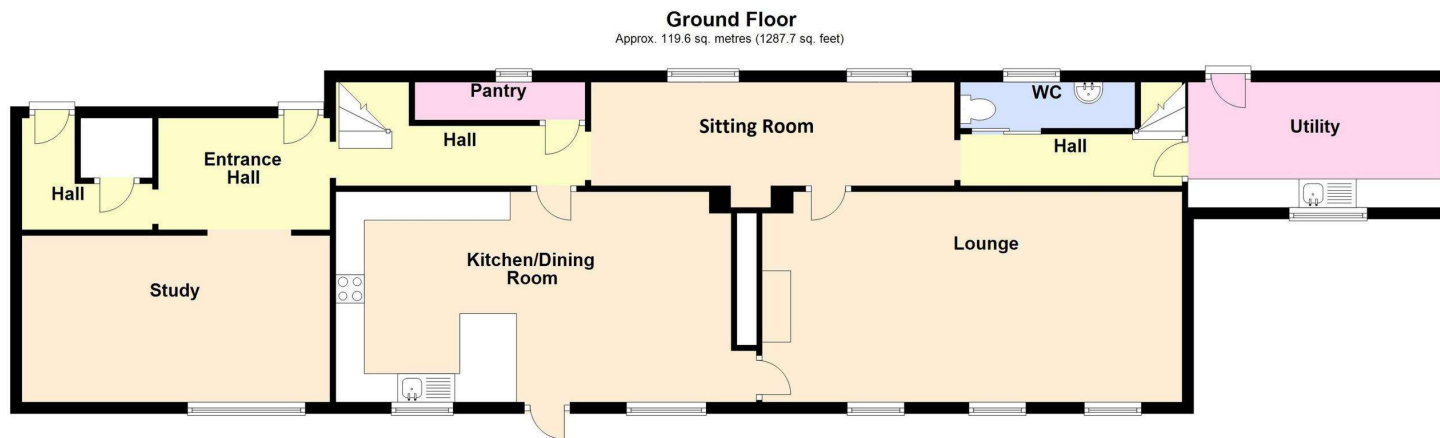 Ground Floor
Approx. 119.6 sq. metres (1287.7 sq. feet)
Pantry
WC
Hall
Sitting Room
Hall
Utility
Entrance
Hall
Hall
Lounge
Kitchen/Dining
Room
Study